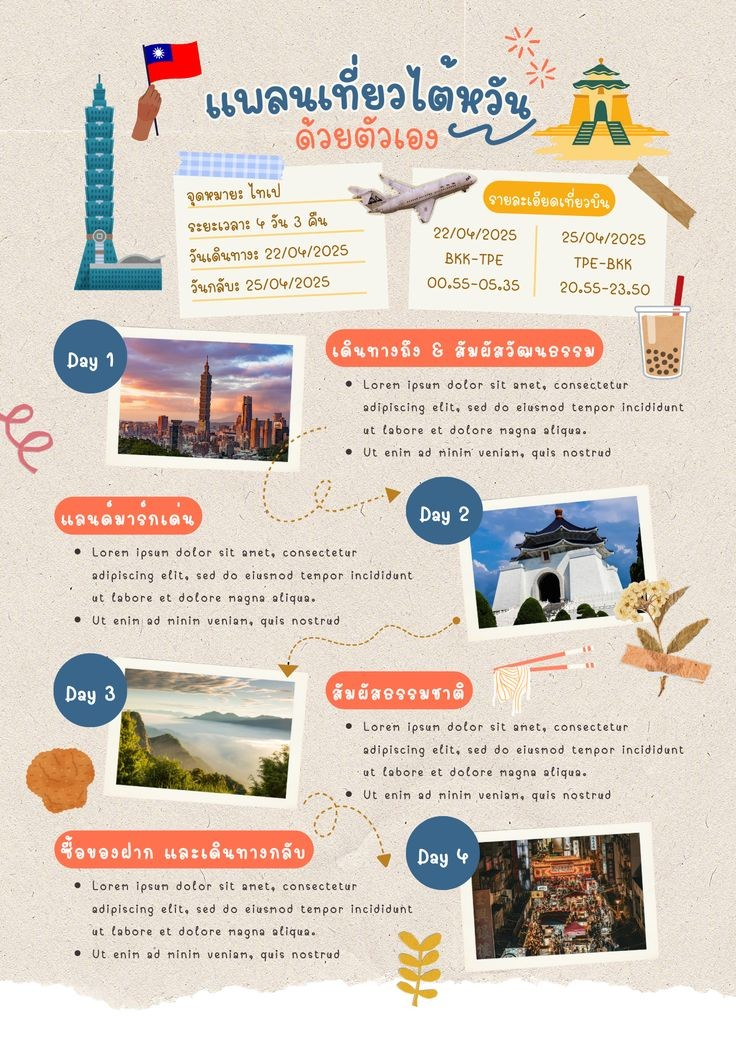 แพลนเที่ยวไต้หวัน
ด้วยตัวเอง
จุดหมาย: ไทเป
ระยะเวลา: 4 วัน 3 คืน
วันเดินทาง: 22/04/2025
วันกลับ: 25/04/2025
รายละเอียดเที่ยวบิน
22/04/2025
BKK-TPE
00.55-05.35
25/04/2025
TPE-BKK
20.55-23.50
Day 1
เดินทางถึง & สัมผัสวัฒนธรรม
• Lorem ipsum dolor sit amet, consectetur
adipiscing elit, sed do eiusmod tempor incididunt
ut labore et dolore magna aliqua.
• Ut enim ad minim veniam, quis nostrud
Day 2
แลนด์มาร์กเด่น
• Lorem ipsum dolor sit amet, consectetur
adipiscing elit, sed do eiusmod tempor incididunt
ut labore et dolore magna aliqua.
• Ut enim ad minim veniam, quis nostrud
Day 3
สัมผัสธรรมชาติ
• Lorem ipsum dolor sit amet, consectetur
adipiscing elit, sed do eiusmod tempor incididunt
ut labore et dolore magna aliqua.
• Ut enim ad minim veniam, quis nostrud
Day 4
ซื้อของฝาก และเดินทางกลับ
• Lorem ipsum dolor sit amet, consectetur
adipiscing elit, sed do eiusmod tempor incididunt
ut labore et dolore magna aliqua.
• Ut enim ad minim veniam, quis nostrud